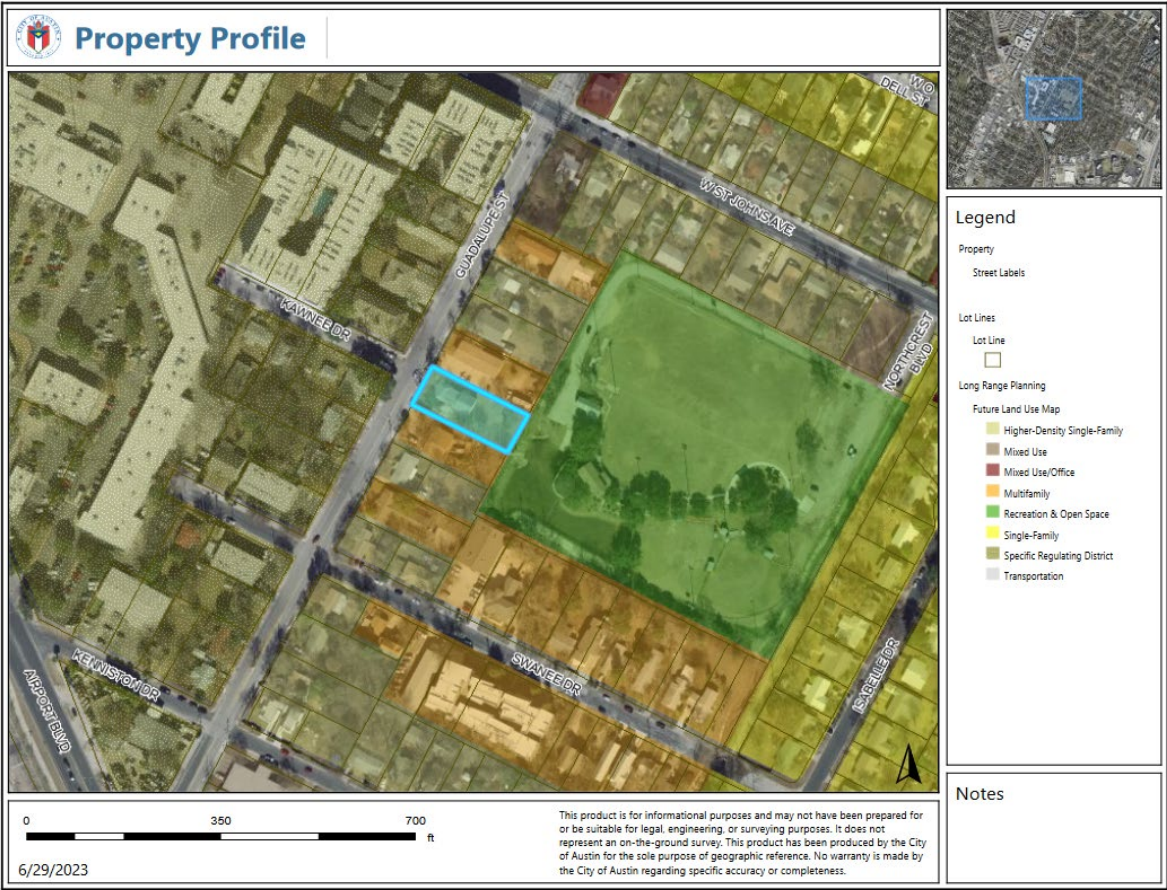 Property Profile
W O
DELL ST
W ST JOHNS AVE
GUADALUPE ST
KAWNEE DR
NORTHCREST
BLVD
SWANEE DR
ISABELLE DR
KENNISTON DR
AIRPORT BLVD
Legend
Property
Street Labels
Lot Lines
Lot Line
Long Range Planning
Future Land Use Map
Higher-Density Single-Family
Mixed Use
Mixed Use/Office
Multifamily
Recreation & Open Space
Single-Family
Specific Regulating District
Transportation
Notes
0 350 700
ft
6/29/2023
This product is for informational purposes and may not have been prepared for
or be suitable for legal, engineering, or surveying purposes. It does not
represent an on-the-ground survey. This product has been produced by the City
of Austin for the sole purpose of geographic reference. No warranty is made by
the City of Austin regarding specific accuracy or completeness.